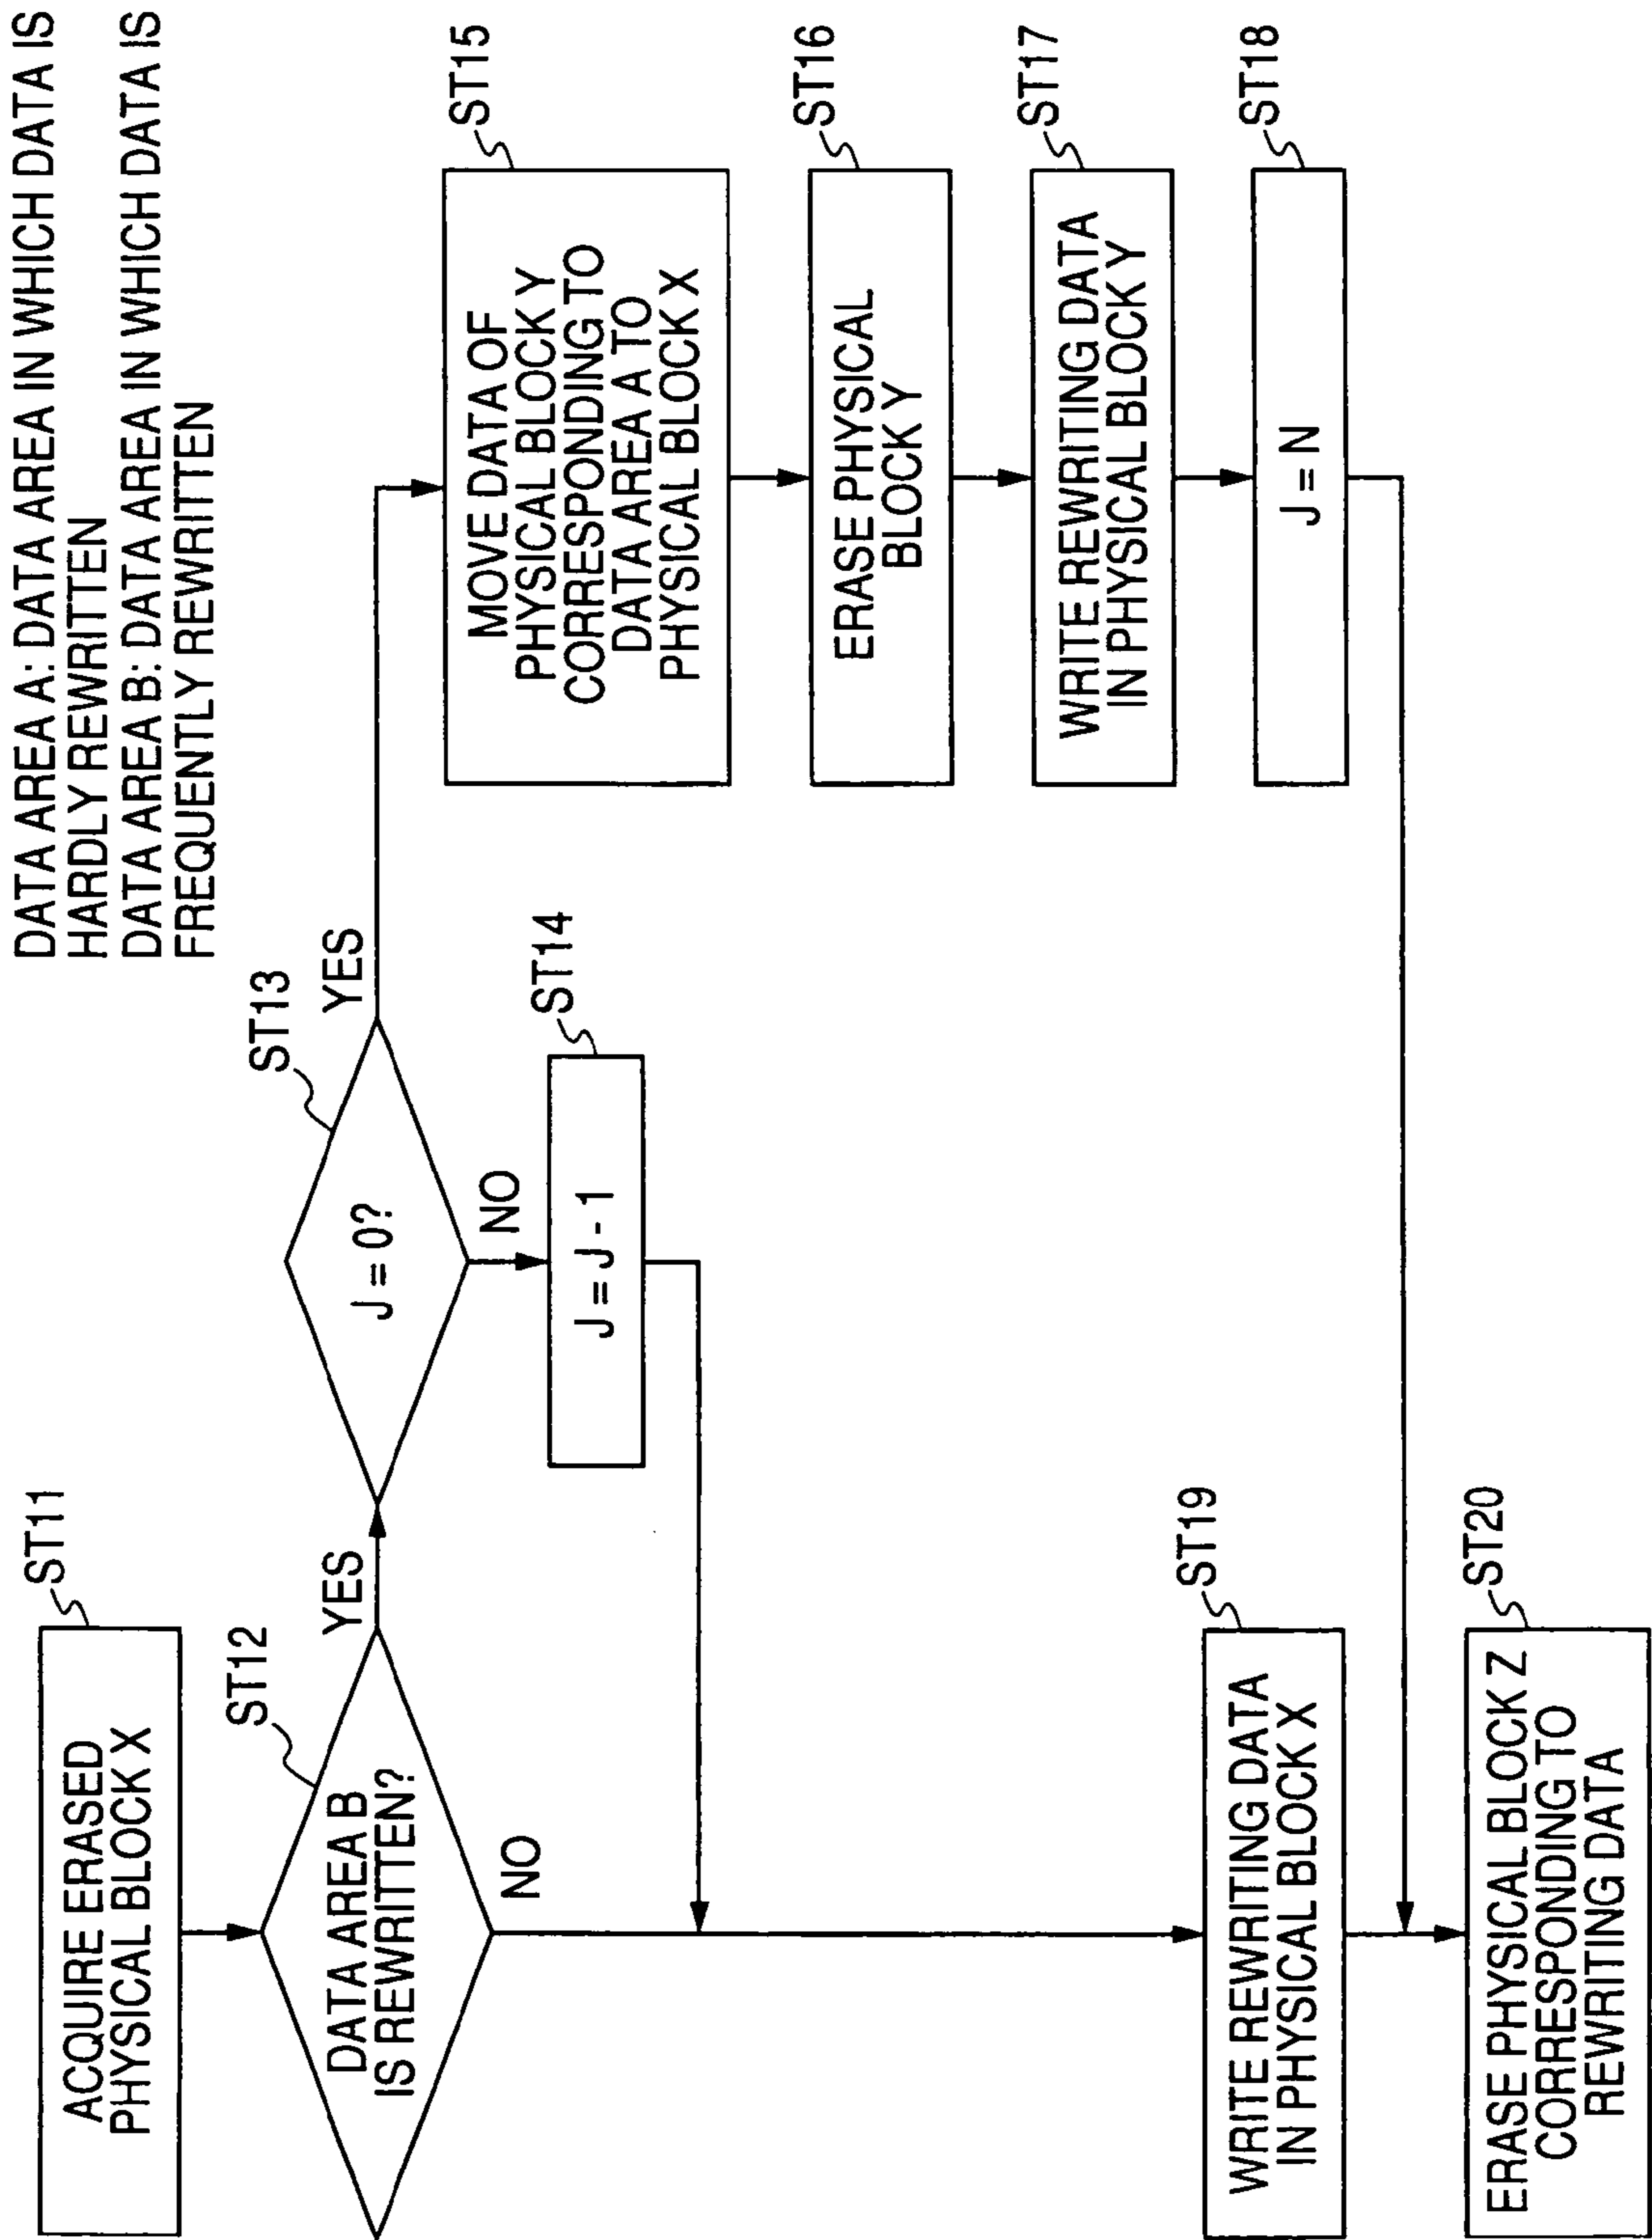 DATA AREA A: DATA AREA IN WHICH DATA IS
HARDLY REWRITTEN
DATA AREA B: DATA AREA IN WHICH DATA IS
FREQUENTLY REWRITTEN
ST11
ACQUIRE ERASED
PHYSICAL BLOCK X
ST12
DATA AREA B
IS REWRITTEN?
YES
NO
ST13
J = 0?
YES
NO
ST14
J = J - 1
ST15
MOVE DATA OF
PHYSICAL BLOCK Y
CORRESPONDING TO
DATA AREA A TO
PHYSICAL BLOCK X
ST16
ERASE PHYSICAL
BLOCK Y
ST17
WRITE REWRITING DATA
IN PHYSICAL BLOCK Y
ST18
J = N
ST19
WRITE REWRITING DATA
IN PHYSICAL BLOCK X
ST20
ERASE PHYSICAL BLOCK Z
CORRESPONDING TO
REWRITING DATA